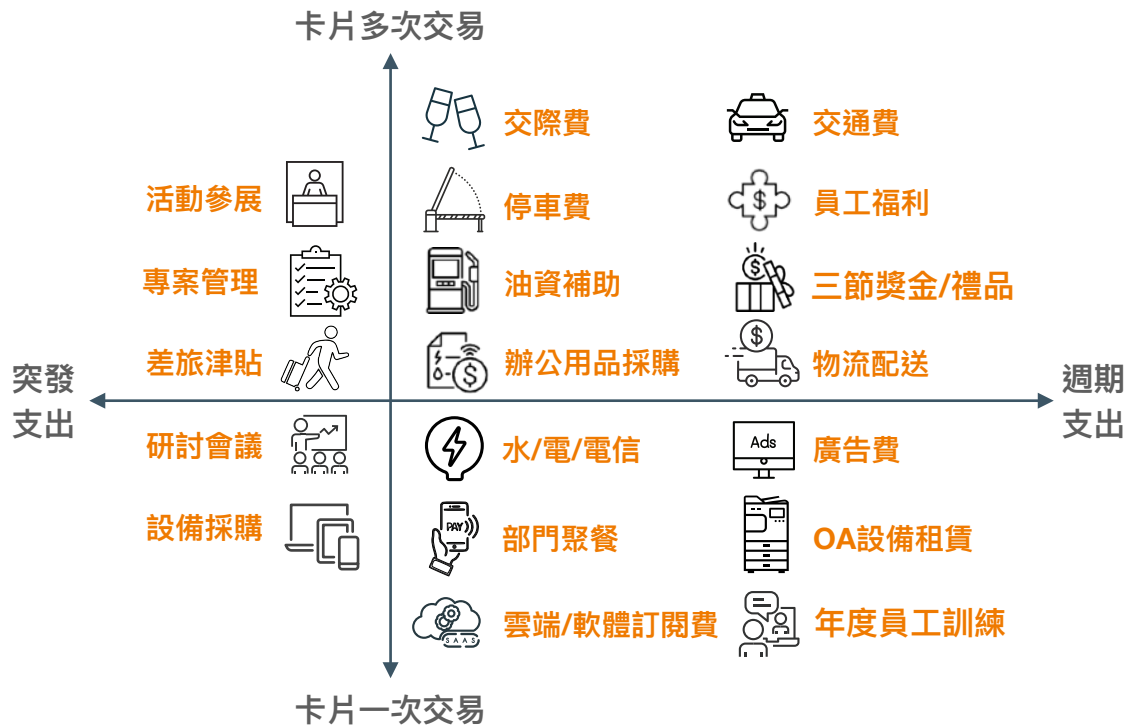 卡片多次交易
交際費
交通費
活動參展
停車費
員工福利
$
專案管理
油資補助
三節獎金/禮品
$
差旅津貼
辦公用品採購
$
物流配送
$
突發
支出
週期
支出
研討會議
水/電/電信
Ads
廣告費
設備採購
PAY
部門聚餐
OA設備租賃
SAAS
雲端/軟體訂閱費
年度員工訓練
卡片一次交易